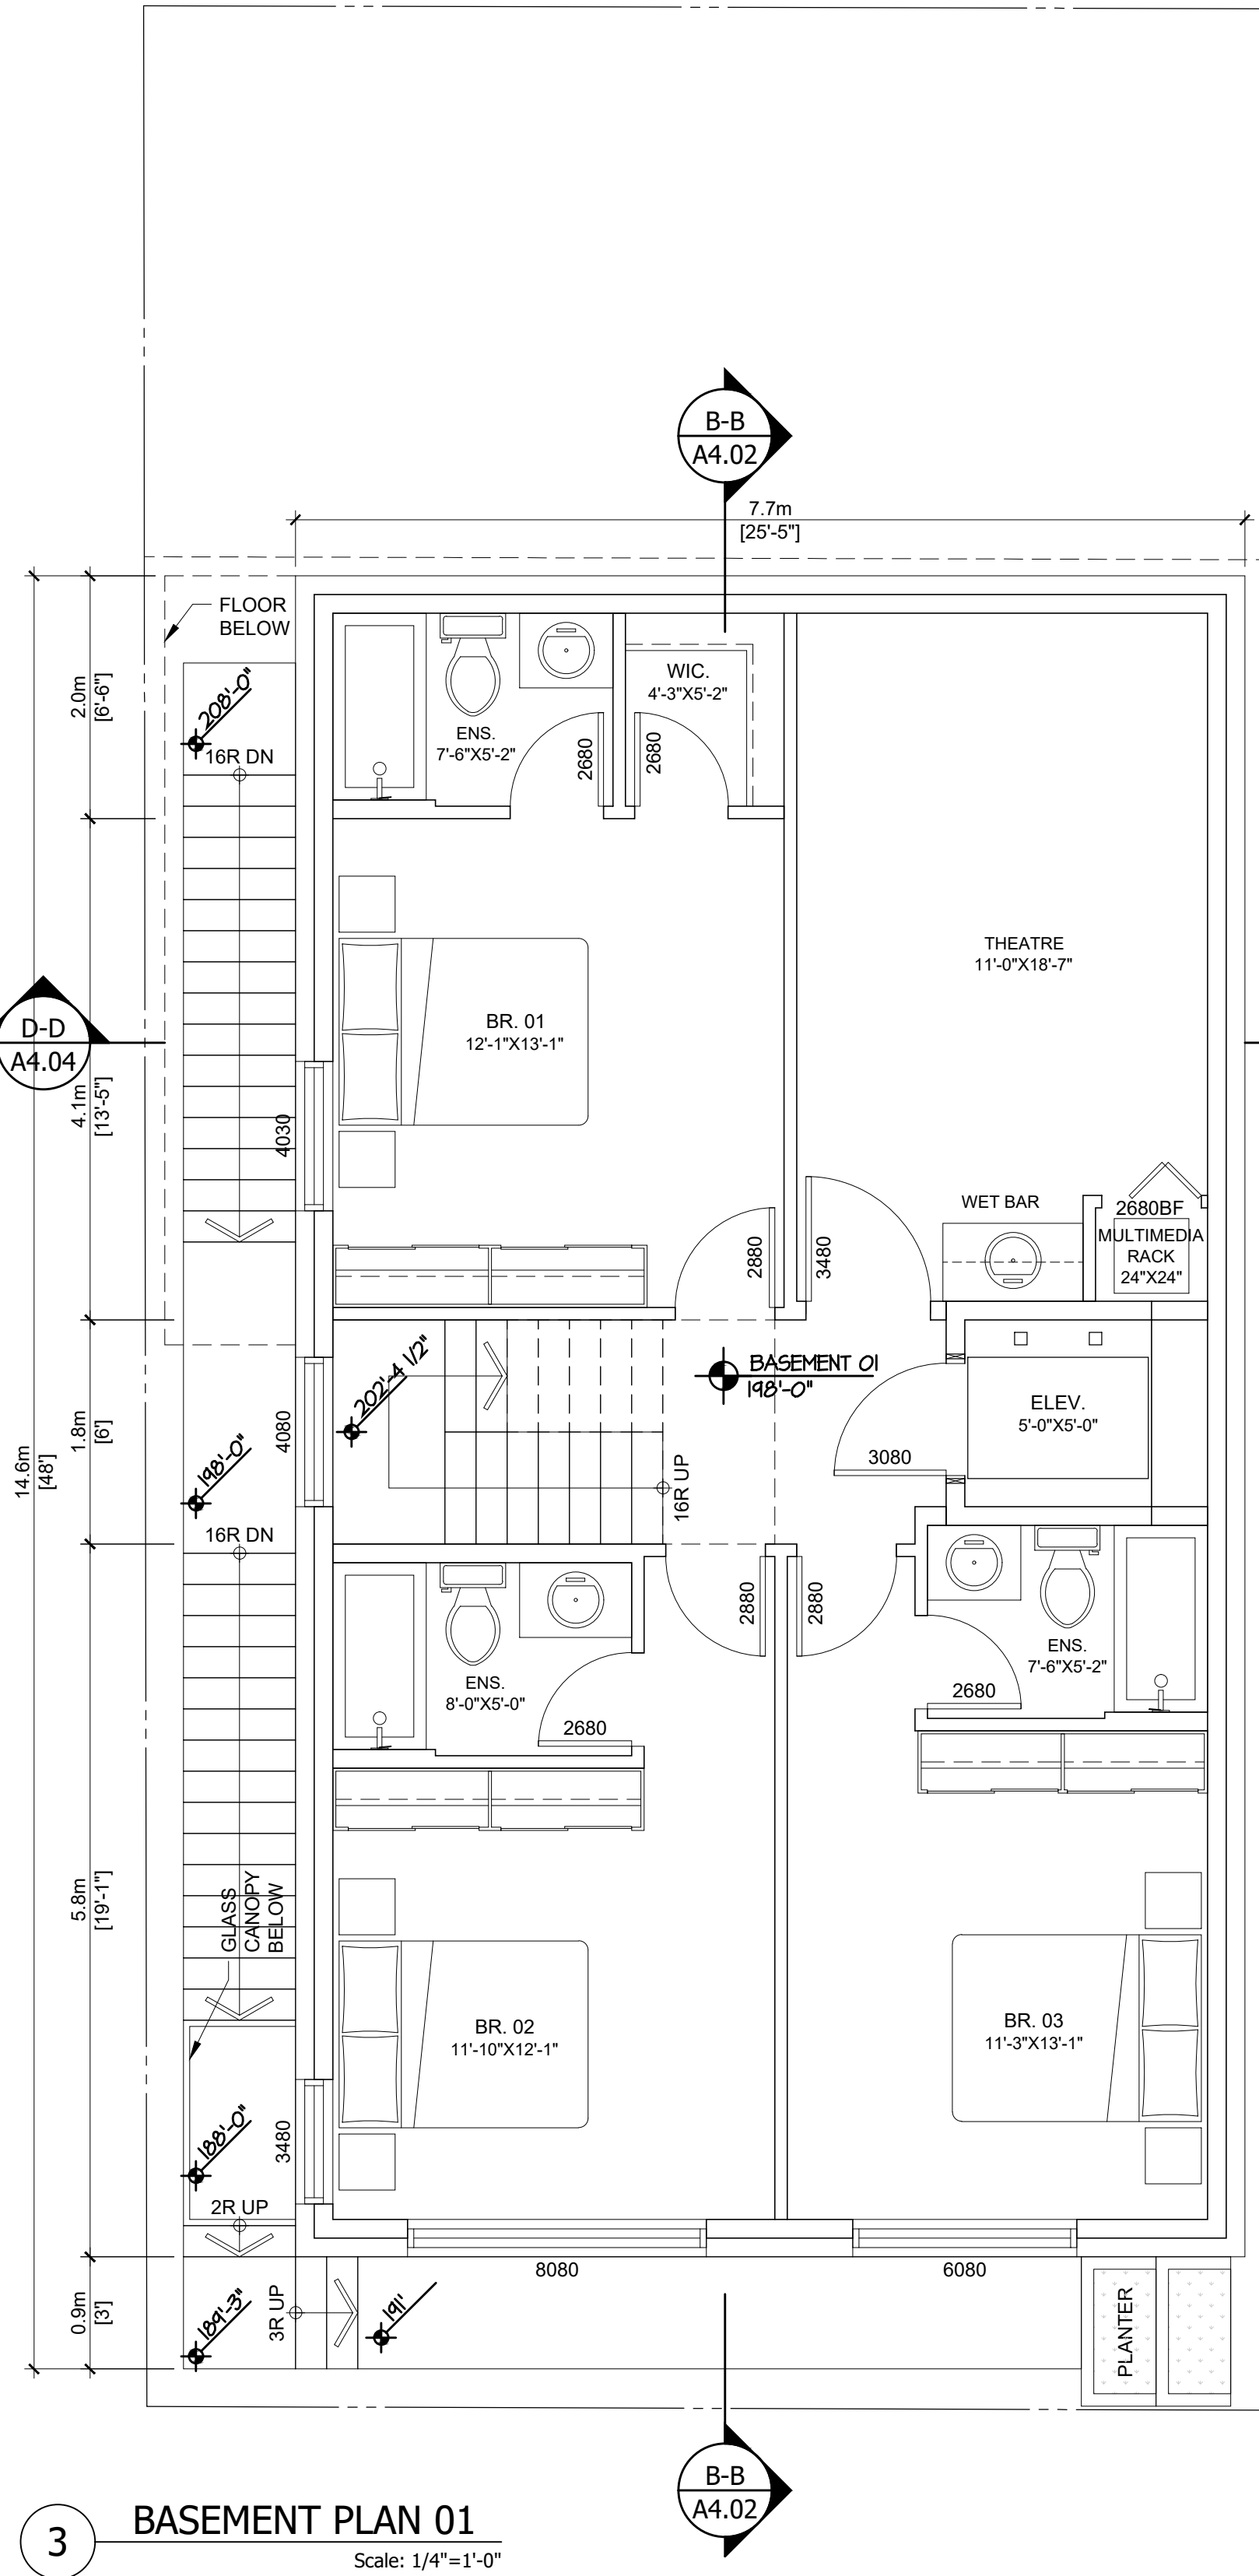 B-B
A4.02
7.7m
[25'-5"]
FLOOR
BELOW
2.0m
[6'-6"]
208'-0"
16R DN
ENS.
7'-6"X5'-2"
2680
2680
WIC.
4'-3"X5'-2"
THEATRE
11'-0"X18'-7"
D-D
A4.04
BR. 01
12'-1"X13'-1"
4.1m
[13'-5"]
4030
WET BAR
2680BF
MULTIMEDIA
RACK
24"X24"
2880
3480
202'-4 1/2"
BASEMENT 01
198'-0"
ELEV.
5'-0"X5'-0"
1.8m
[6']
4080
14.6m
[48']
198'-0"
3080
16R UP
16R DN
2880
2880
ENS.
8'-0"X5'-0"
2680
ENS.
7'-6"X5'-2"
2680
5.8m
[19'-1"]
GLASS
CANOPY
BELOW
BR. 02
11'-10"X12'-1"
BR. 03
11'-3"X13'-1"
188'-0"
3480
2R UP
8080
6080
0.9m
[3']
189'-3"
3R UP
191'
PLANTER
B-B
A4.02
3
BASEMENT PLAN 01
Scale: 1/4"=1'-0"